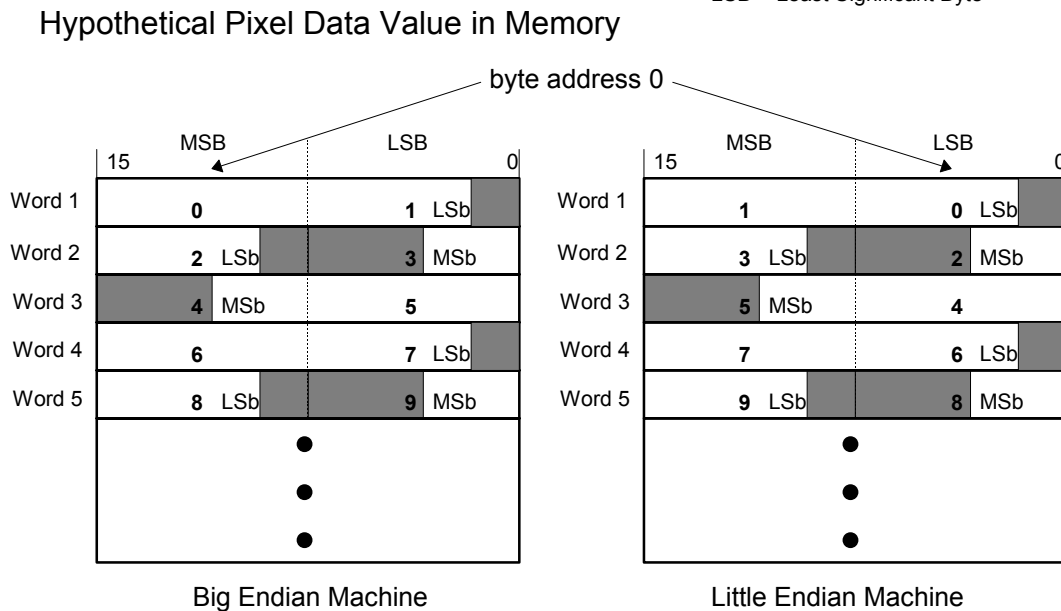 Hypothetical Pixel Data Value in Memory
byte address 0
MSB LSB MSB LSB
15 0 15 0
Word 1 0 1 LSb Word 1 1 0 LSb
Word 2 2 LSb 3 MSb Word 2 3 LSb 2 MSb
Word 3 4 MSb 5 Word 3 5 MSb 4
Word 4 6 7 LSb Word 4 7 6 LSb
Word 5 8 LSb 9 MSb Word 5 9 LSb 8 MSb
Big Endian Machine Little Endian Machine